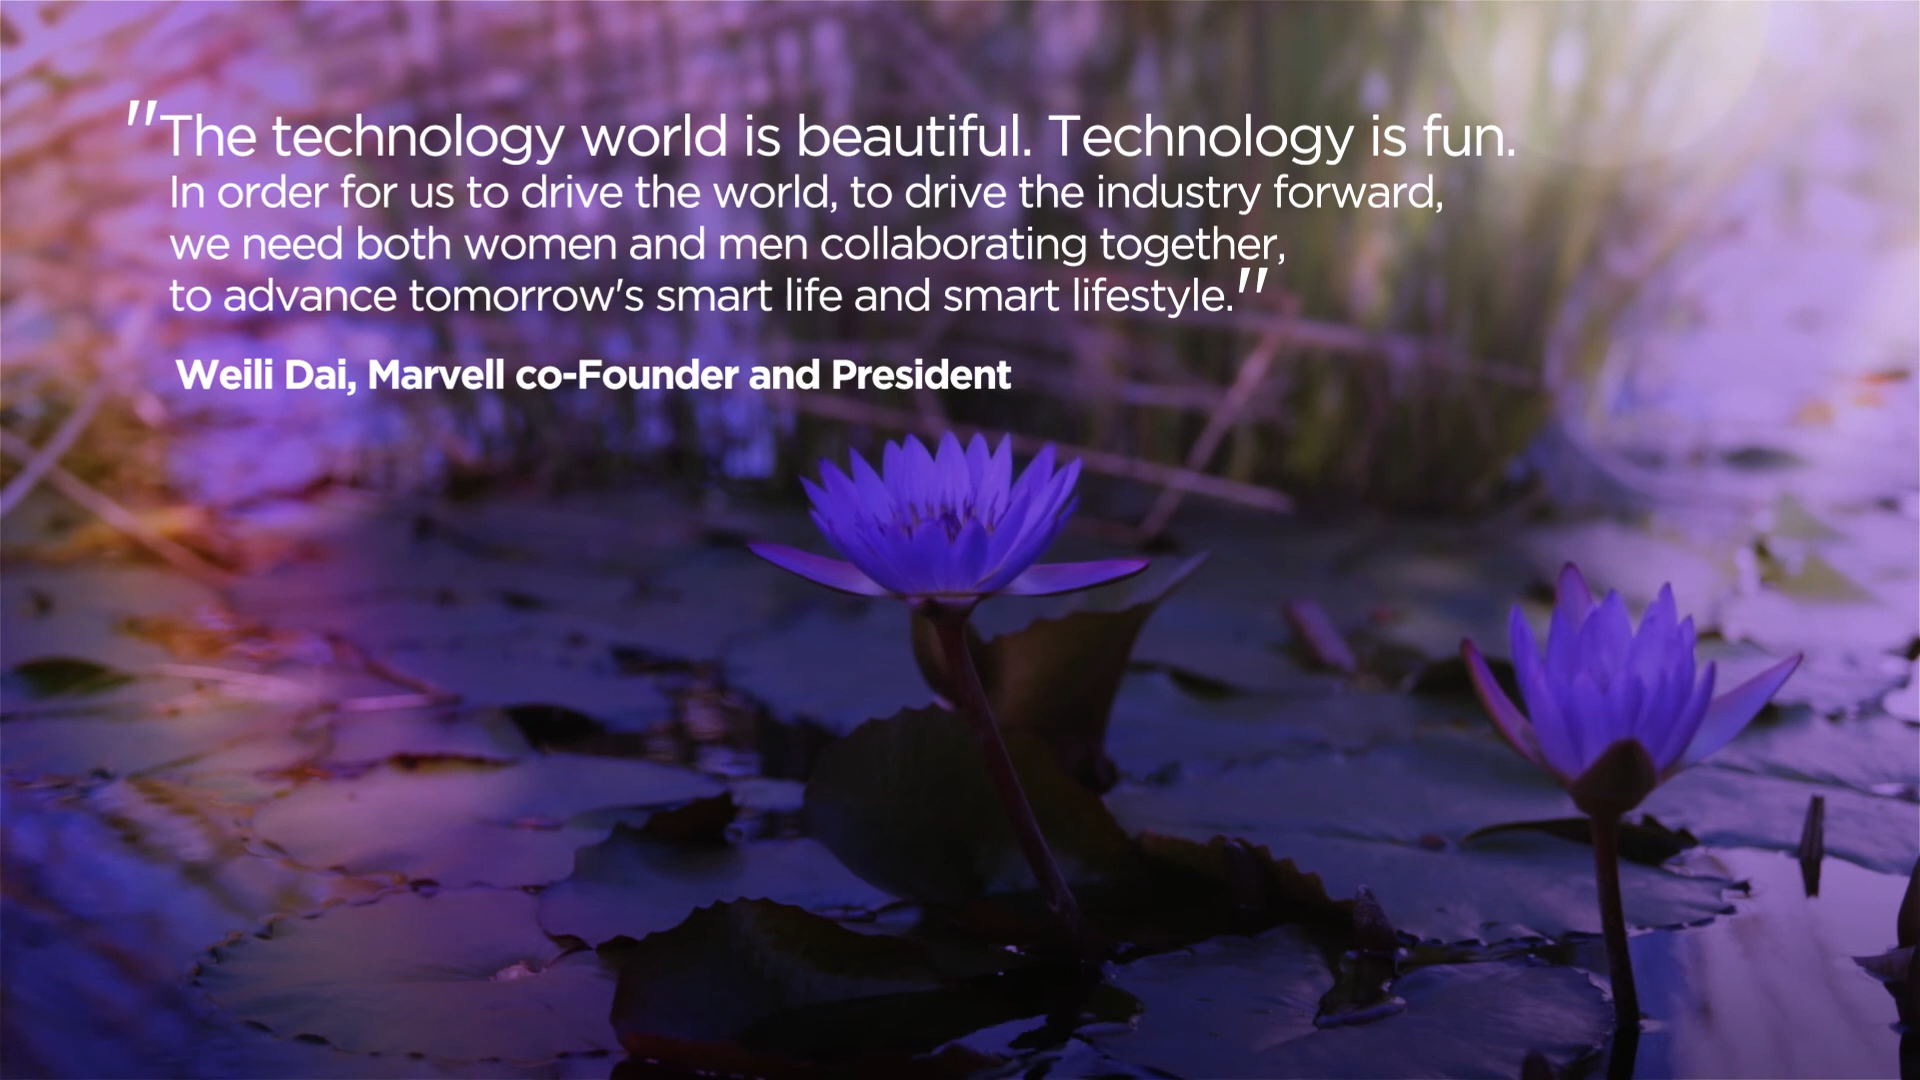 "The technology world is beautiful. Technology is fun.
In order for us to drive the world, to drive the industry forward,
we need both women and men collaborating together,
to advance tomorrow's smart life and smart lifestyle."
Weili Dai, Marvell co-Founder and President